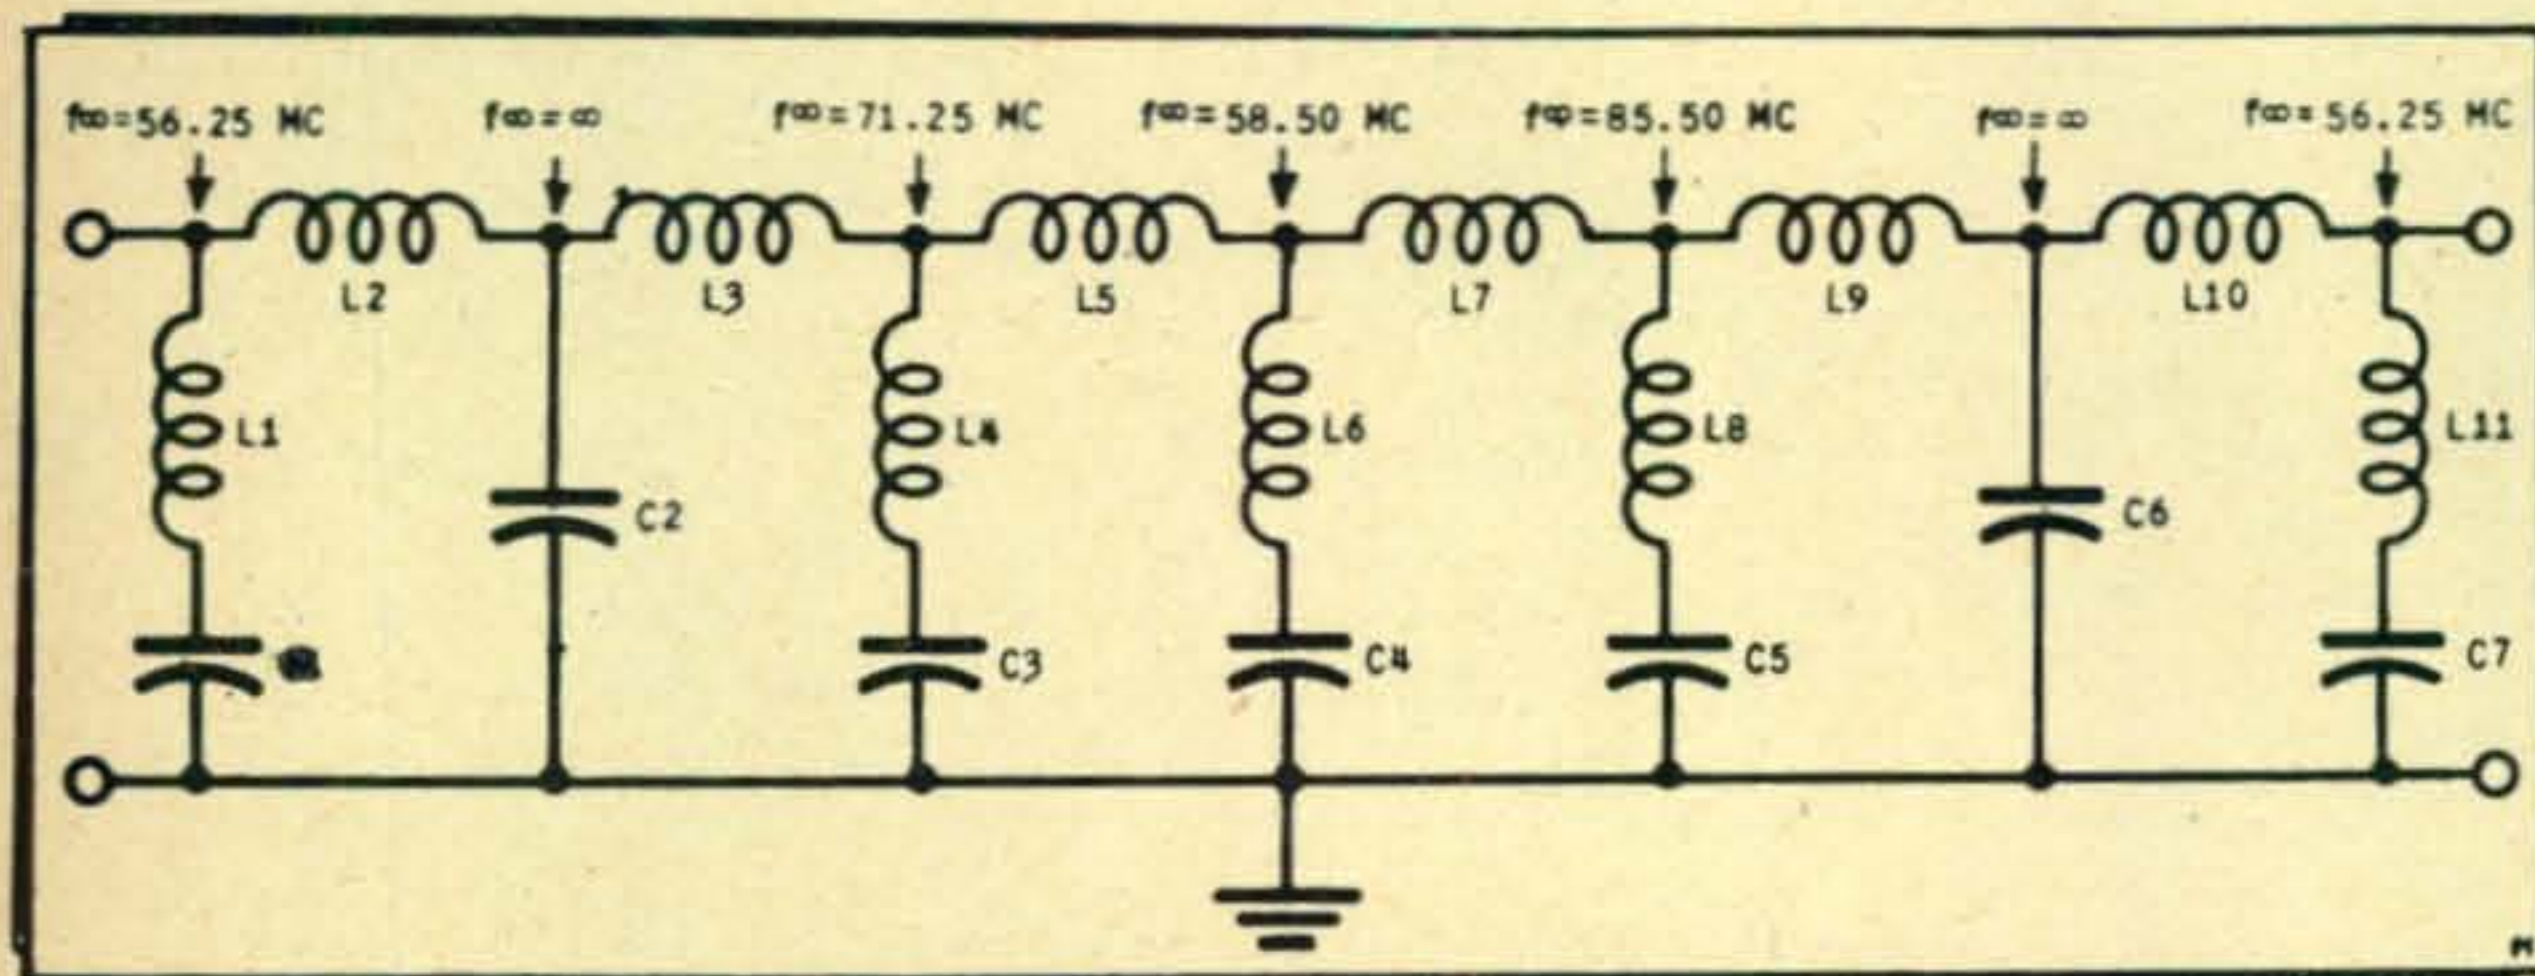 f∞=56.25 MC f∞=∞ f∞=71.25 MC f∞=58.50 MC f∞=85.50 MC f∞=∞ f∞=56.25 MC
L2 L3 L5 L7 L9 L10
L1 L4 L6 L8 L11
C2 C6
C3 C4 C5 C7
M